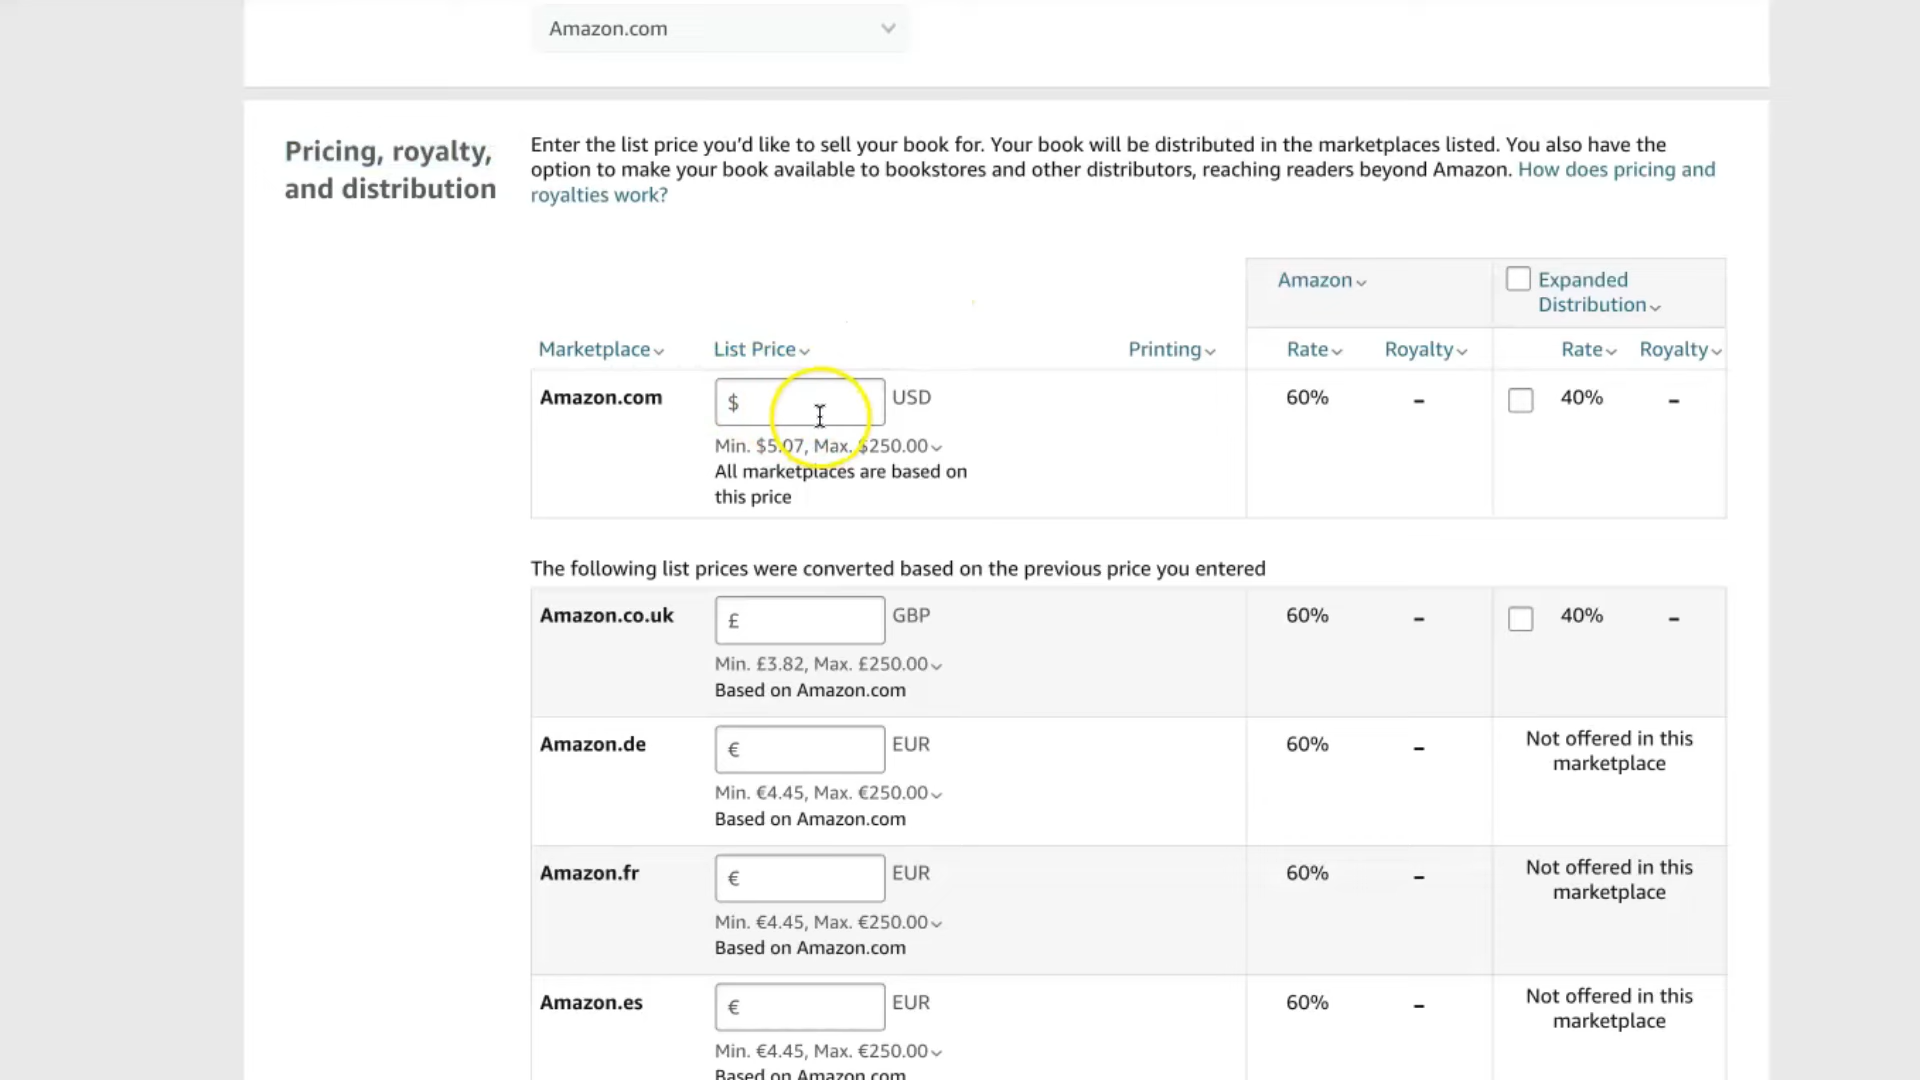 Amazon.com
Pricing, royalty,
and distribution
Enter the list price you'd like to sell your book for. Your book will be distributed in the marketplaces listed. You also have the
option to make your book available to bookstores and other distributors, reaching readers beyond Amazon. How does pricing and
royalties work?
Amazon
Expanded
Distribution
Marketplace List Price Printing Rate Royalty Rate Royalty
Amazon.com $ USD 60% – 40% –
Min. $5.07, Max. $250.00
All marketplaces are based on
this price
The following list prices were converted based on the previous price you entered
Amazon.co.uk £ GBP 60% – 40% –
Min. £3.82, Max. £250.00
Based on Amazon.com
Amazon.de € EUR 60% – Not offered in this
marketplace
Min. €4.45, Max. €250.00
Based on Amazon.com
Amazon.fr € EUR 60% – Not offered in this
marketplace
Min. €4.45, Max. €250.00
Based on Amazon.com
Amazon.es € EUR 60% – Not offered in this
marketplace
Min. €4.45, Max. €250.00
Based on Amazon.com